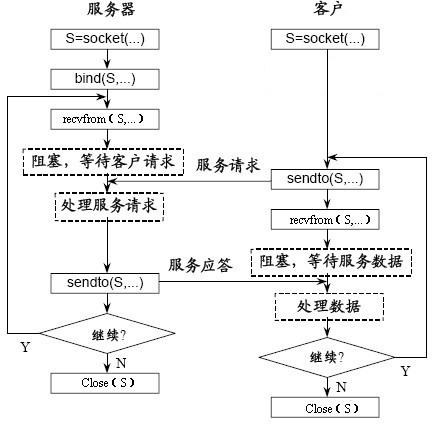 服务器
客户
S=socket(...)
S=socket(...)
bind(S,...)
recvfrom（S,...）
阻塞，等待客户请求
服务请求
sendto(S,...)
处理服务请求
recvfrom（S,...）
阻塞，等待服务数据
服务应答
sendto(S,...)
处理数据
继续?
继续?
Y
N
Y
N
Close（S）
Close（S）